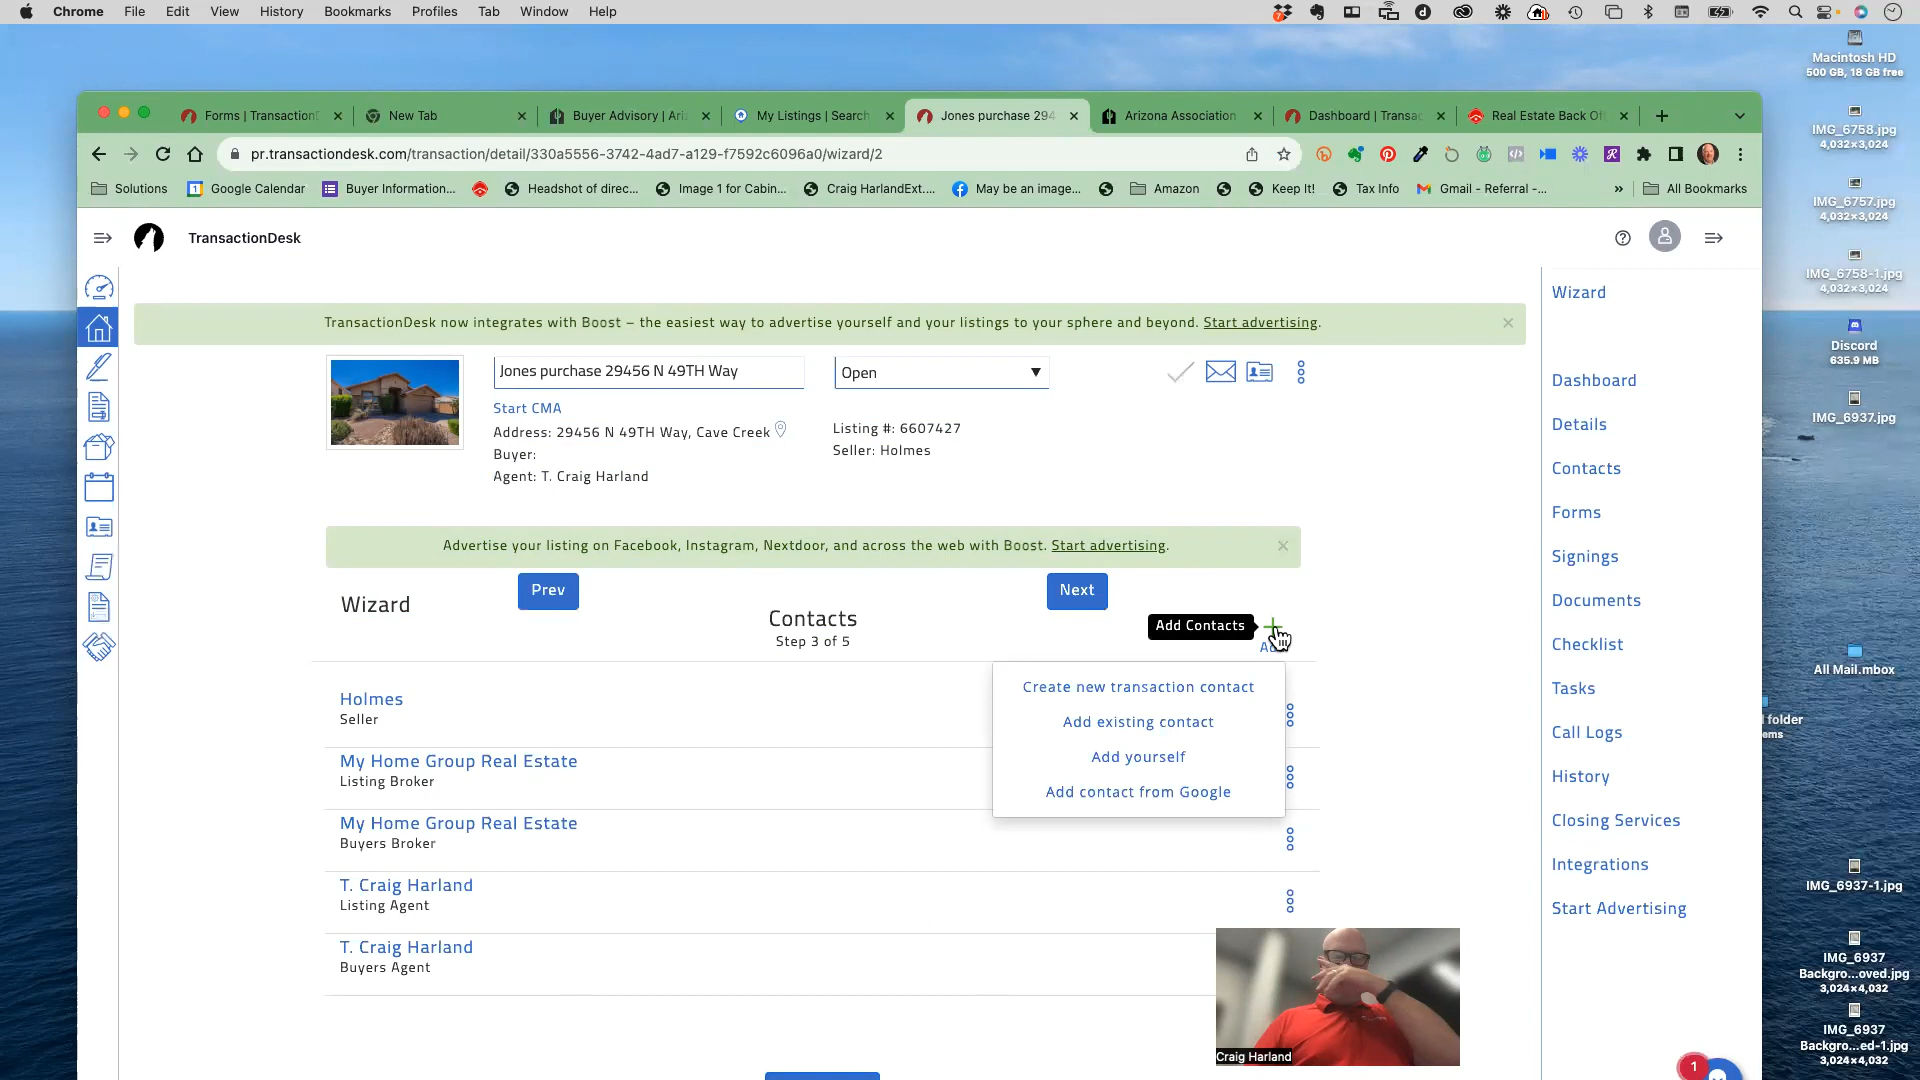 Chrome File Edit View History Bookmarks Profiles Tab Window Help
Macintosh HD
500 GB, 18 GB free
IMG_6758.jpg
4,032×3,024
IMG_6757.jpg
4,032×3,024
IMG_6758-1.jpg
4,032×3,024
Discord
635.9 MB
IMG_6937.jpg
All Mail.mbox
folder
IMG_6937-1.jpg
IMG_6937
Backgro...oved.jpg
3,024×4,032
IMG_6937
Backgro...ed-1.jpg
3,024×4,032
Forms | Transaction
New Tab
Buyer Advisory | Ari
My Listings | Search
Jones purchase 294
Arizona Association
Dashboard | Transac
Real Estate Back Of
pr.transactiondesk.com/transaction/detail/330a5556-3742-4ad7-a129-f7592c6096a0/wizard/2
Solutions Google Calendar Buyer Information... Headshot of direc... Image 1 for Cabin... Craig HarlandExt.... May be an image... Amazon Keep It! Tax Info Gmail - Referral -... » All Bookmarks
TransactionDesk
TransactionDesk now integrates with Boost – the easiest way to advertise yourself and your listings to your sphere and beyond. Start advertising.
Jones purchase 29456 N 49TH Way
Open
Start CMA
Address: 29456 N 49TH Way, Cave Creek
Buyer:
Agent: T. Craig Harland
Listing #: 6607427
Seller: Holmes
Advertise your listing on Facebook, Instagram, Nextdoor, and across the web with Boost. Start advertising.
Wizard
Prev
Next
Contacts
Step 3 of 5
Add Contacts
Create new transaction contact
Add existing contact
Add yourself
Add contact from Google
Holmes
Seller
My Home Group Real Estate
Listing Broker
My Home Group Real Estate
Buyers Broker
T. Craig Harland
Listing Agent
T. Craig Harland
Buyers Agent
Wizard
Dashboard
Details
Contacts
Forms
Signings
Documents
Checklist
Tasks
Call Logs
History
Closing Services
Integrations
Start Advertising
Craig Harland
1